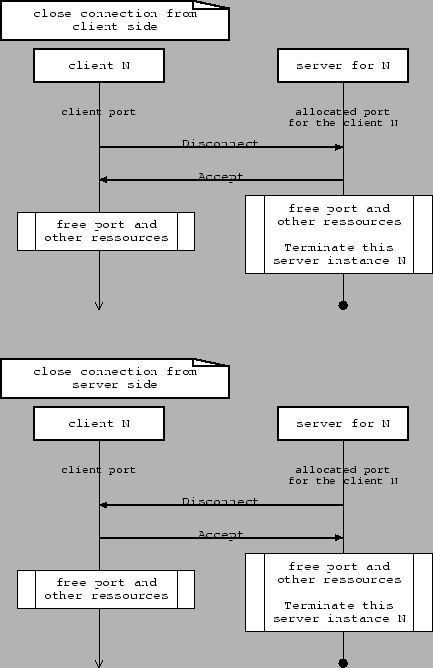 close connection from
client side
client N
server for N
client port
allocated port
for the client N
Disconnect
Accept
free port and
other ressources
free port and
other ressources
Terminate this
server instance N
close connection from
server side
client N
server for N
client port
allocated port
for the client N
Disconnect
Accept
free port and
other ressources
free port and
other ressources
Terminate this
server instance N